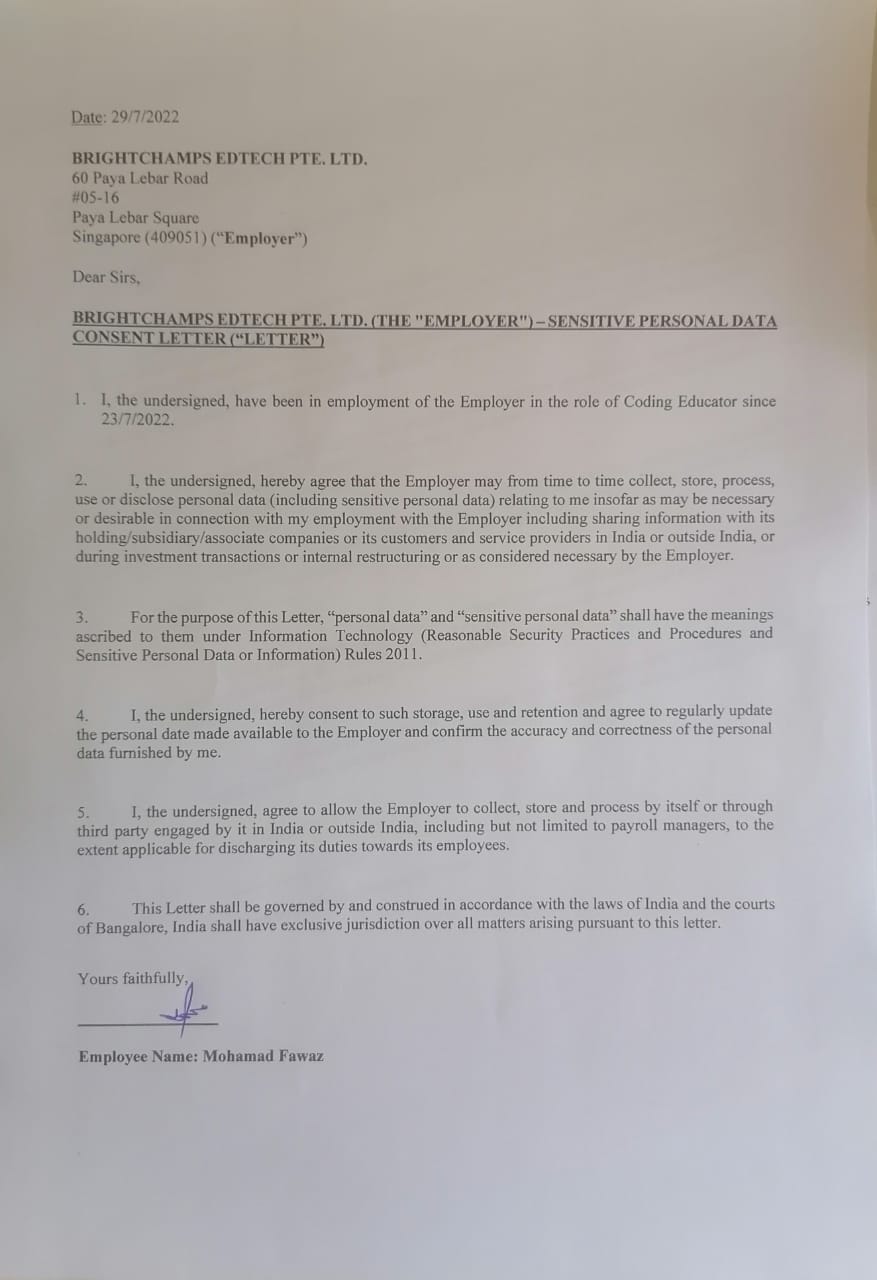 Date: 29/7/2022
BRIGHTCHAMPS EDTECH PTE. LTD.
60 Paya Lebar Road
#05-16
Paya Lebar Square
Singapore (409051) (“Employer”)
Dear Sirs,
BRIGHTCHAMPS EDTECH PTE. LTD. (THE "EMPLOYER") – SENSITIVE PERSONAL DATA
CONSENT LETTER (“LETTER”)
1. I, the undersigned, have been in employment of the Employer in the role of Coding Educator since
23/7/2022.
2. I, the undersigned, hereby agree that the Employer may from time to time collect, store, process,
use or disclose personal data (including sensitive personal data) relating to me insofar as may be necessary
or desirable in connection with my employment with the Employer including sharing information with its
holding/subsidiary/associate companies or its customers and service providers in India or outside India, or
during investment transactions or internal restructuring or as considered necessary by the Employer.
3. For the purpose of this Letter, “personal data” and “sensitive personal data” shall have the meanings
ascribed to them under Information Technology (Reasonable Security Practices and Procedures and
Sensitive Personal Data or Information) Rules 2011.
4. I, the undersigned, hereby consent to such storage, use and retention and agree to regularly update
the personal date made available to the Employer and confirm the accuracy and correctness of the personal
data furnished by me.
5. I, the undersigned, agree to allow the Employer to collect, store and process by itself or through
third party engaged by it in India or outside India, including but not limited to payroll managers, to the
extent applicable for discharging its duties towards its employees.
6. This Letter shall be governed by and construed in accordance with the laws of India and the courts
of Bangalore, India shall have exclusive jurisdiction over all matters arising pursuant to this letter.
Yours faithfully,
Employee Name: Mohamad Fawaz